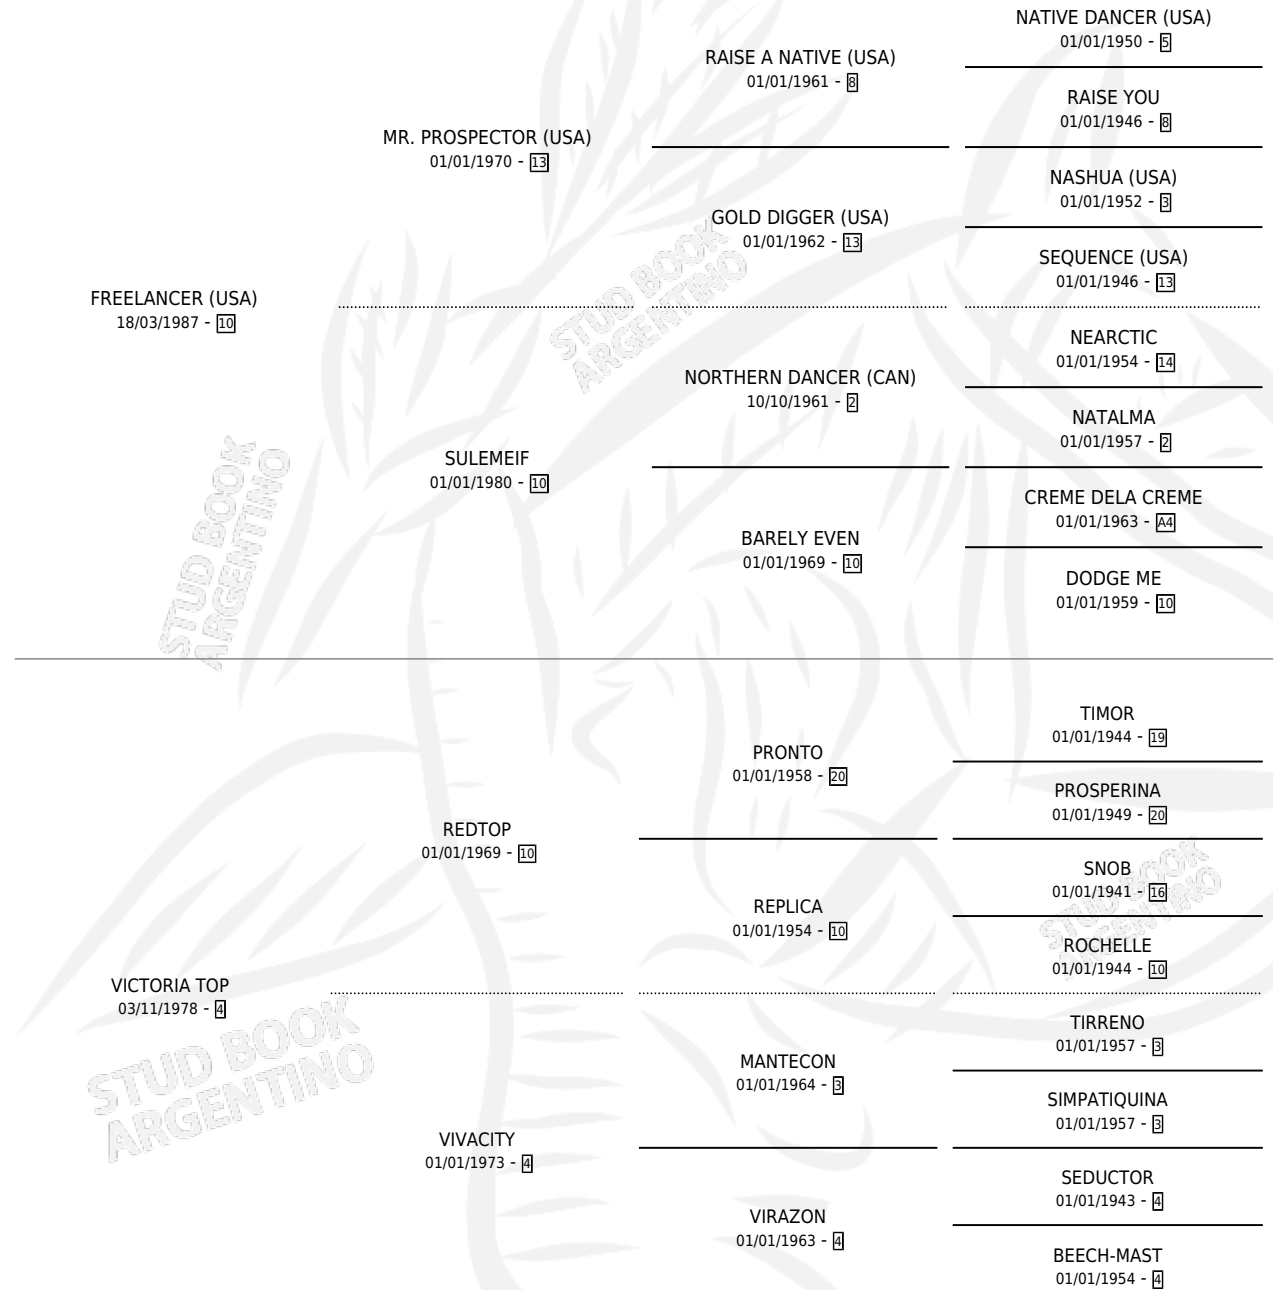 NATIVE DANCER (USA)
01/01/1950 - 5
RAISE A NATIVE (USA)
01/01/1961 - 8
RAISE YOU
01/01/1946 - 8
MR. PROSPECTOR (USA)
01/01/1970 - 13
NASHUA (USA)
01/01/1952 - 3
GOLD DIGGER (USA)
01/01/1962 - 13
SEQUENCE (USA)
01/01/1946 - 13
FREELANCER (USA)
18/03/1987 - 10
NEARCTIC
01/01/1954 - 14
NORTHERN DANCER (CAN)
10/10/1961 - 2
NATALMA
01/01/1957 - 2
SULEMEIF
01/01/1980 - 10
CREME DELA CREME
01/01/1963 - A4
BARELY EVEN
01/01/1969 - 10
DODGE ME
01/01/1959 - 10
TIMOR
01/01/1944 - 19
PRONTO
01/01/1958 - 20
PROSPERINA
01/01/1949 - 20
REDTOP
01/01/1969 - 10
SNOB
01/01/1941 - 16
REPLICA
01/01/1954 - 10
ROCHELLE
01/01/1944 - 10
VICTORIA TOP
03/11/1978 - 4
TIRRENO
01/01/1957 - 3
MANTECON
01/01/1964 - 3
SIMPATIQUINA
01/01/1957 - 3
VIVACITY
01/01/1973 - 4
SEDUCTOR
01/01/1943 - 4
VIRAZON
01/01/1963 - 4
BEECH-MAST
01/01/1954 - 4
STUD BOOK
ARGENTINO
STUD BOOK
ARGENTINO
STUD BOOK
ARGENTINO
STUD BOOK
ARGENTINO